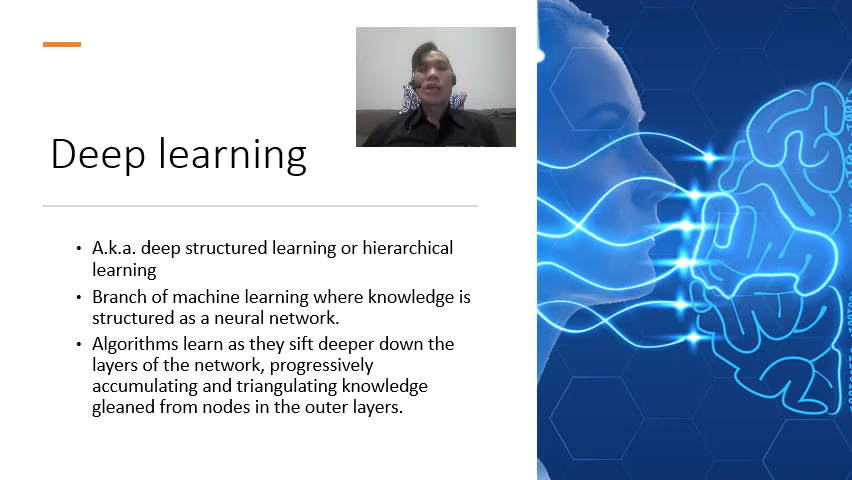 Deep learning
• A.k.a. deep structured learning or hierarchical
learning
• Branch of machine learning where knowledge is
structured as a neural network.
• Algorithms learn as they sift deeper down the
layers of the network, progressively
accumulating and triangulating knowledge
gleaned from nodes in the outer layers.